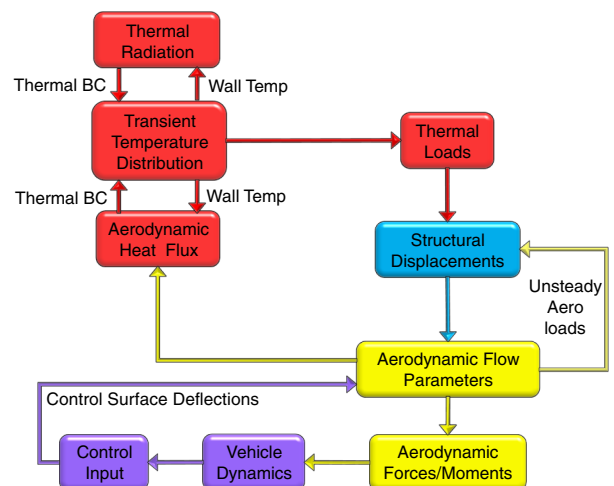 Thermal
Radiation
Thermal BC
Wall Temp
Transient
Temperature
Distribution
Thermal
Loads
Thermal BC
Wall Temp
Aerodynamic
Heat Flux
Structural
Displacements
Unsteady
Aero
loads
Aerodynamic Flow
Parameters
Control Surface Deflections
Control
Input
Vehicle
Dynamics
Aerodynamic
Forces/Moments